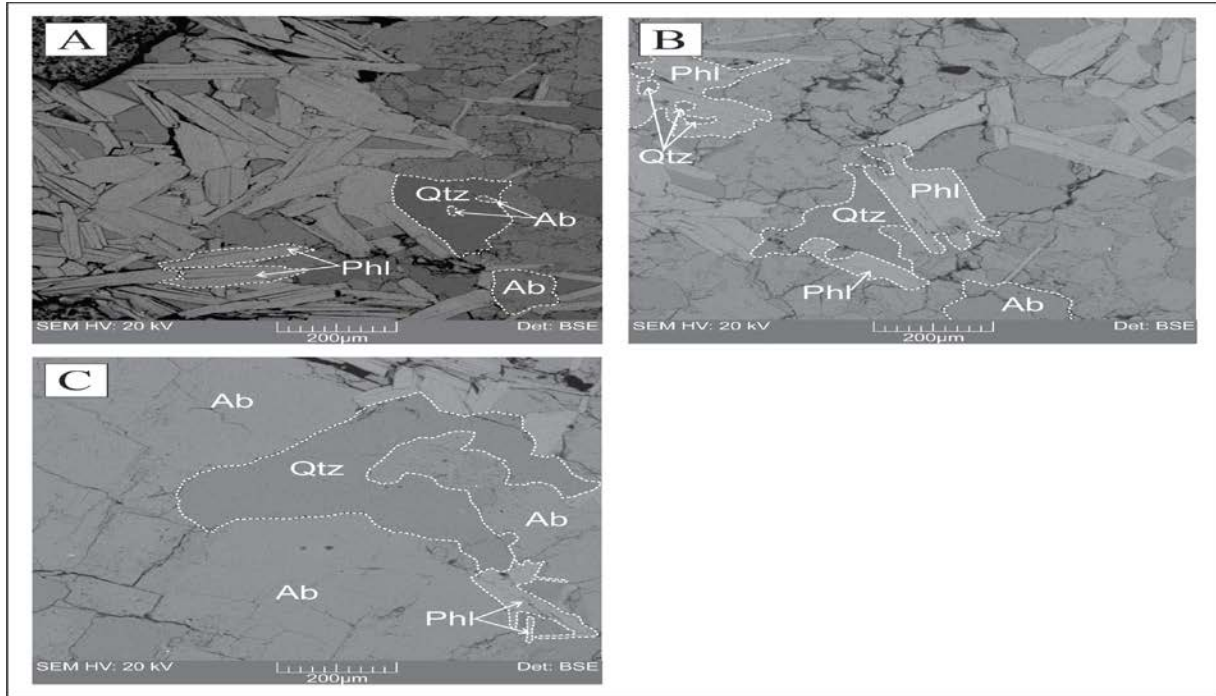 A
Qtz
Ab
Phl
Ab
SEM HV: 20 kV
200µm
Det: BSE
B
Phl
Qtz
Phl
Qtz
Phl
Ab
SEM HV: 20 kV
200µm
Det: BSE
C
Ab
Qtz
Ab
Ab
Phl
SEM HV: 20 kV
200µm
Det: BSE